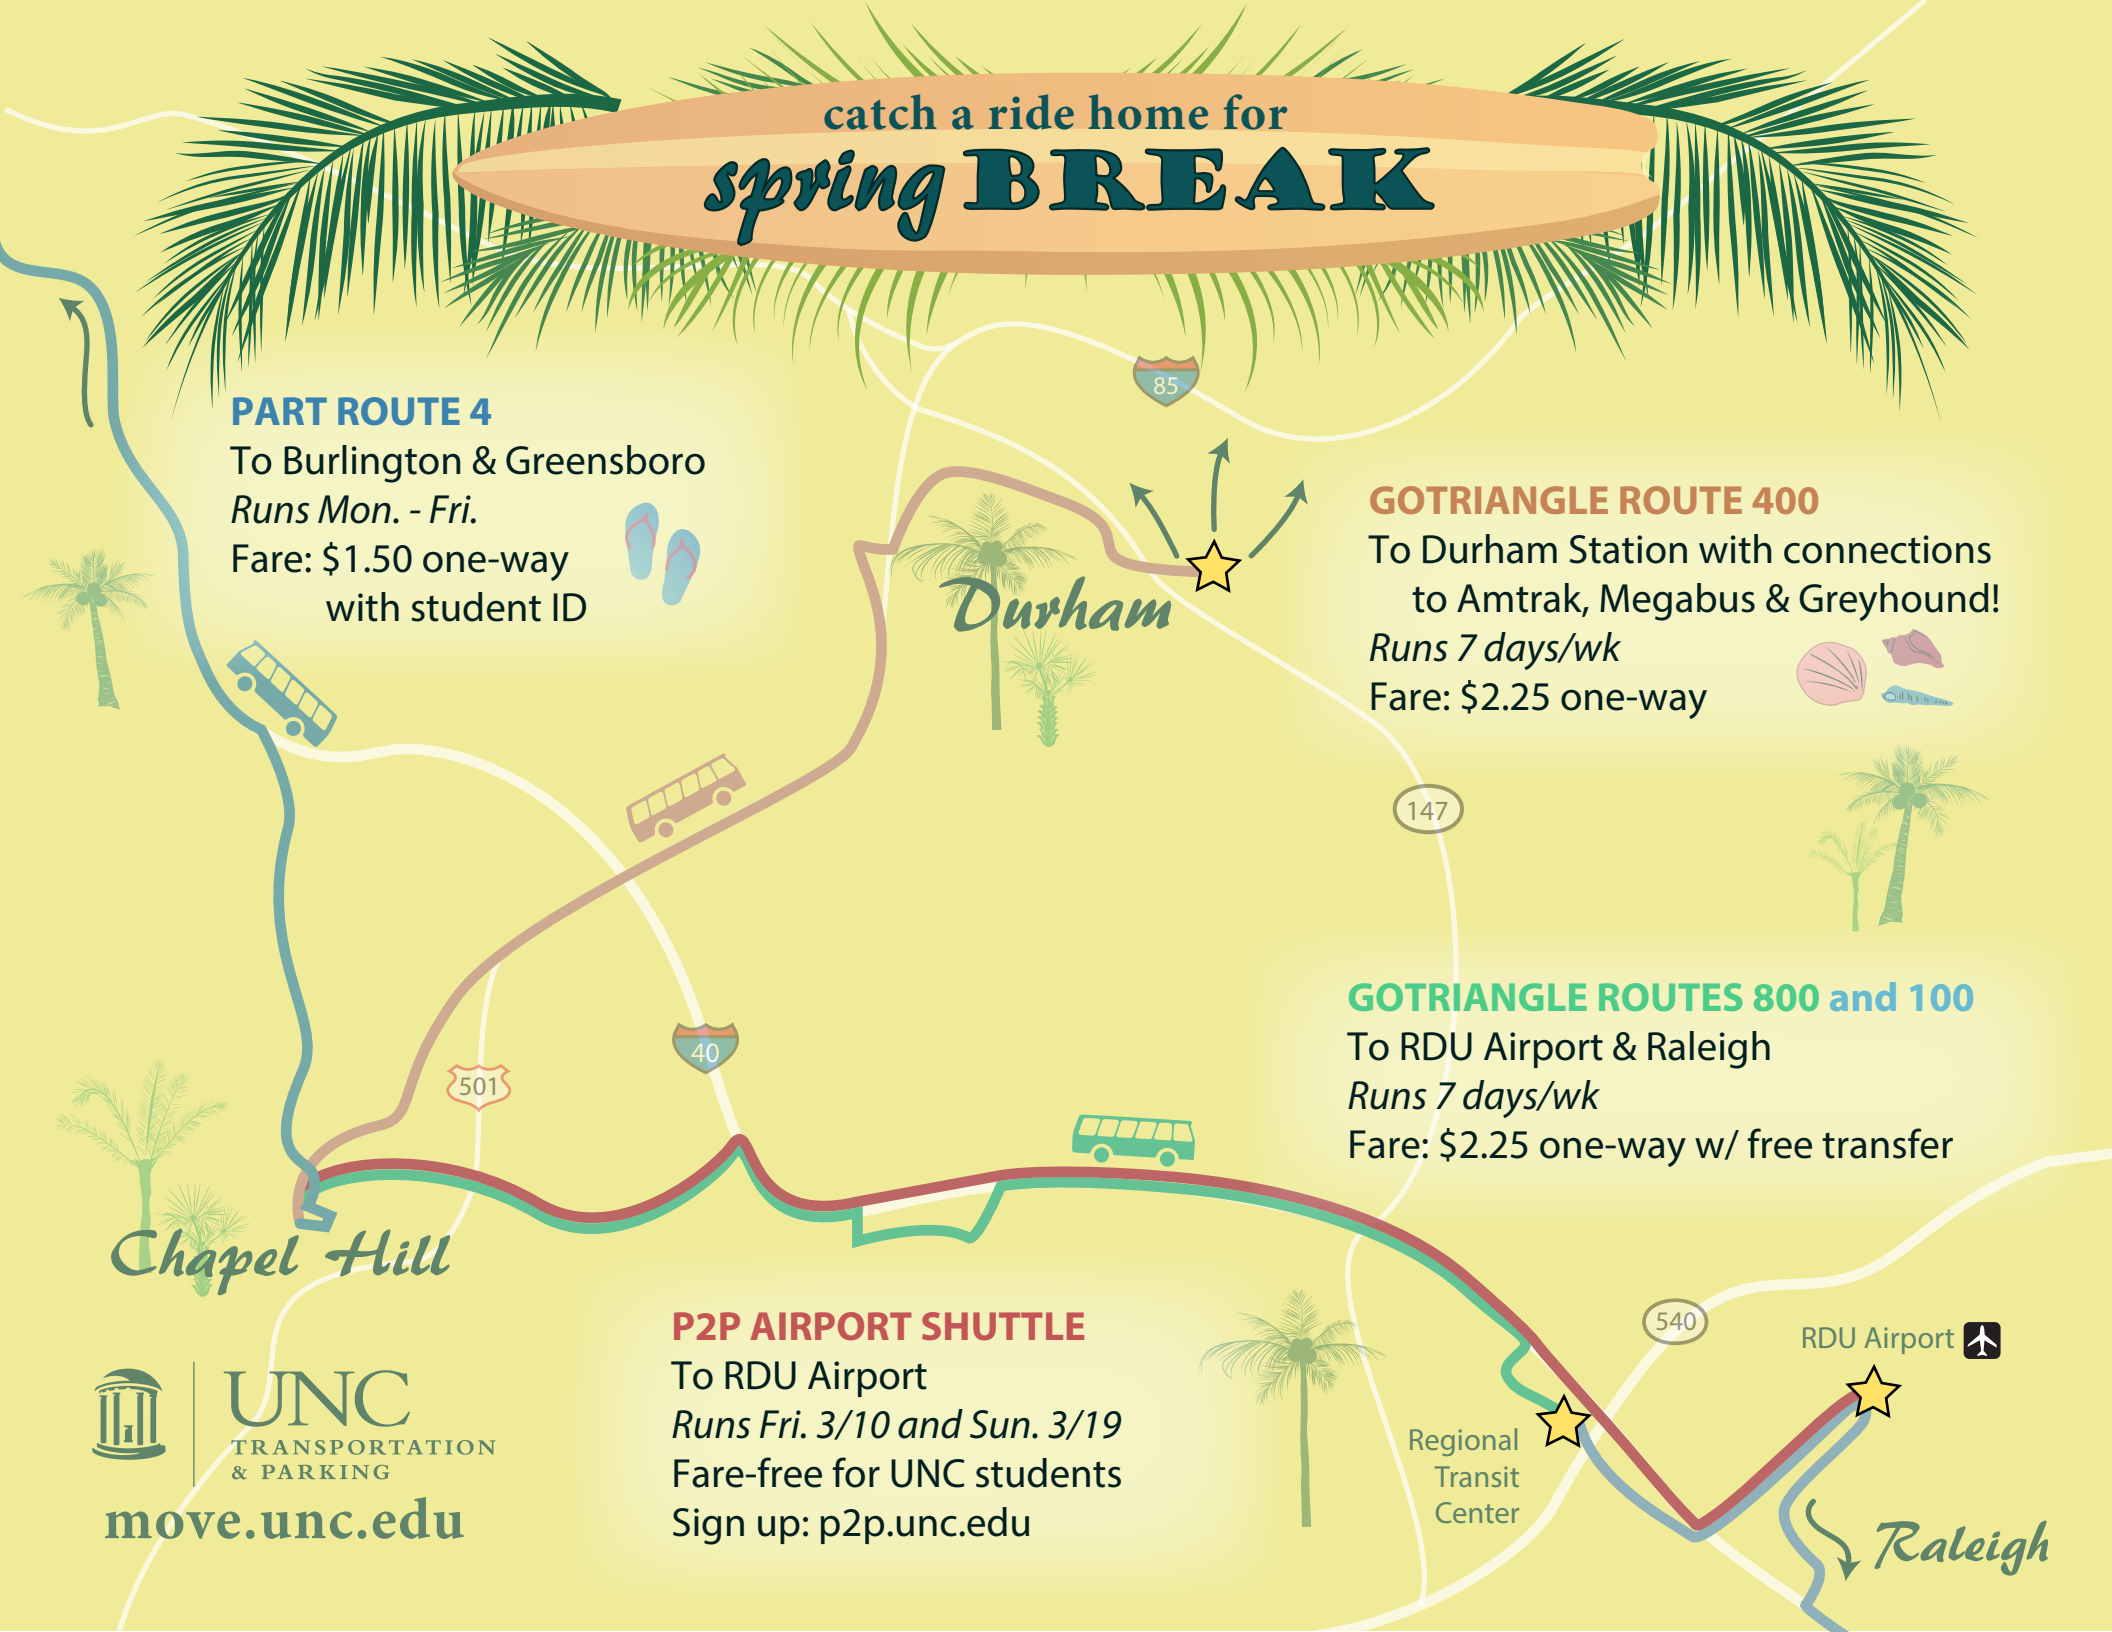 catch a ride home for
spring BREAK
85
PART ROUTE 4
To Burlington & Greensboro
Runs Mon. - Fri.
Fare: $1.50 one-way
with student ID
GOTRIANGLE ROUTE 400
To Durham Station with connections
to Amtrak, Megabus & Greyhound!
Runs 7 days/wk
Fare: $2.25 one-way
Durham
147
GOTRIANGLE ROUTES 800 and 100
To RDU Airport & Raleigh
Runs 7 days/wk
Fare: $2.25 one-way w/ free transfer
40
501
Chapel Hill
P2P AIRPORT SHUTTLE
To RDU Airport
Runs Fri. 3/10 and Sun. 3/19
Fare-free for UNC students
Sign up: p2p.unc.edu
540
RDU Airport
Regional
Transit
Center
Raleigh
UNC
TRANSPORTATION
& PARKING
move.unc.edu